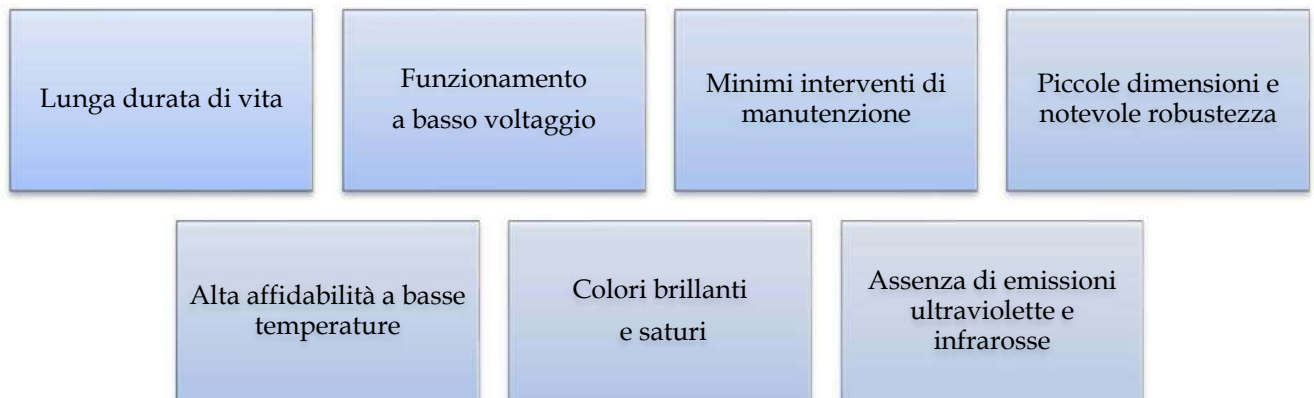 Lunga durata di vita
Funzionamento
a basso voltaggio
Minimi interventi di
manutenzione
Piccole dimensioni e
notevole robustezza
Alta affidabilità a basse
temperature
Colori brillanti
e saturi
Assenza di emissioni
ultraviolette e
infrarosse